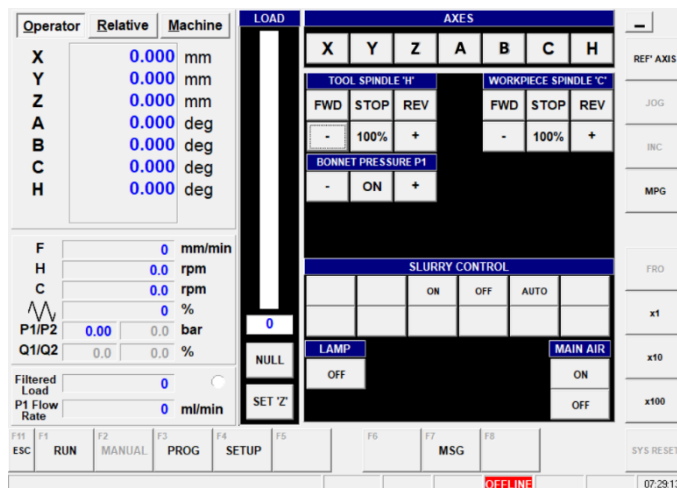 Operator Relative Machine
X 0.000 mm
Y 0.000 mm
Z 0.000 mm
A 0.000 deg
B 0.000 deg
C 0.000 deg
H 0.000 deg
F 0 mm/min
H 0.0 rpm
C 0.0 rpm
0 %
P1/P2 0.00 0.0 bar
Q1/Q2 0.0 0.0 %
Filtered Load 0
P1 Flow Rate 0 ml/min
LOAD
0
NULL
SET 'Z'
AXES
X Y Z A B C H
TOOL SPINDLE 'H' WORKPIECE SPINDLE 'C'
FWD STOP REV FWD STOP REV
- 100% + - 100% +
BONNET PRESSURE P1
- ON +
SLURRY CONTROL
ON OFF AUTO
LAMP MAIN AIR
OFF ON
OFF
REF' AXIS
JOG
INC
MPG
FRO
x1
x10
x100
SYS RESET
F11 F1 F2 F3 F4 F5 F6 F7 F8
ESC RUN MANUAL PROG SETUP MSG
OFFLINE 07:29:13